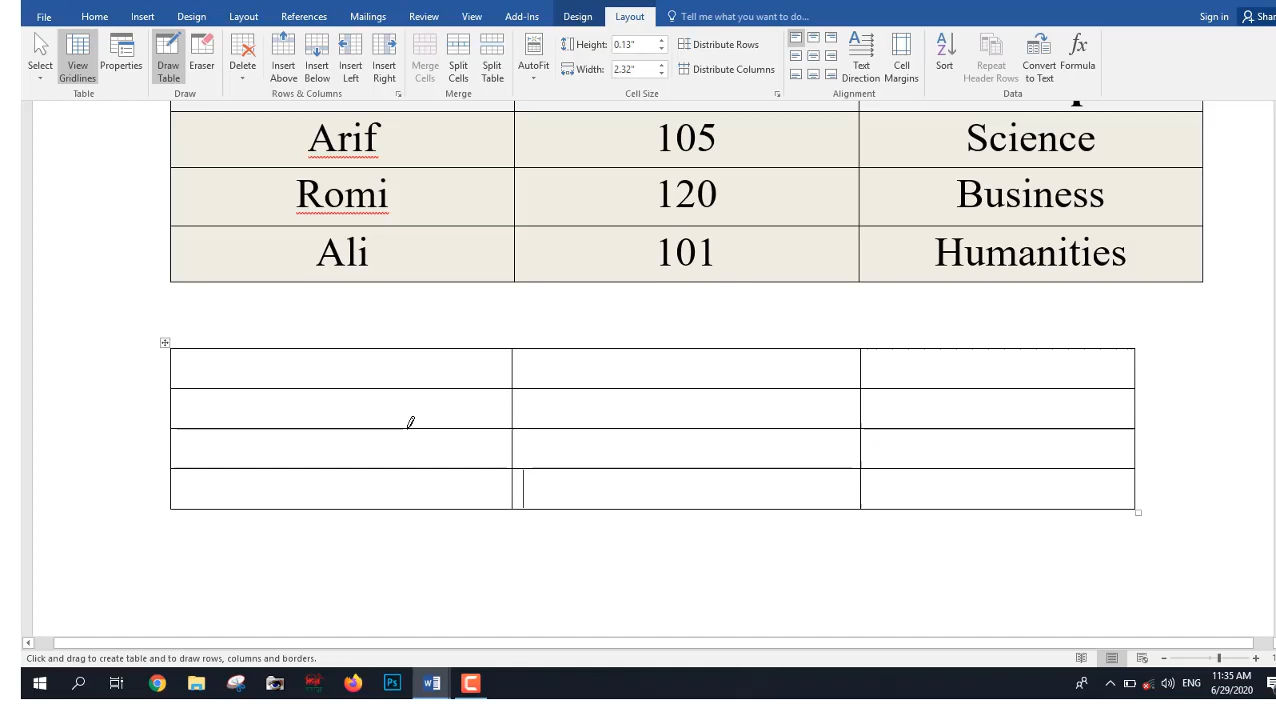 File Home Insert Design Layout References Mailings Review View Add-Ins Design Layout Tell me what you want to do... Sign in
Select View Gridlines Properties Draw Table Eraser Delete Insert Above Insert Below Insert Left Insert Right Merge Cells Split Cells Split Table AutoFit Height: 0.13" Distribute Rows Width: 2.32" Distribute Columns Text Direction Cell Margins Sort Repeat Header Rows Convert to Text Formula
Table Draw Rows & Columns Merge Cell Size Alignment Data
Arif 105 Science
Romi 120 Business
Ali 101 Humanities
Click and drag to create table and to draw rows, columns and borders.
Ps ENG 11:35 AM
6/29/2020